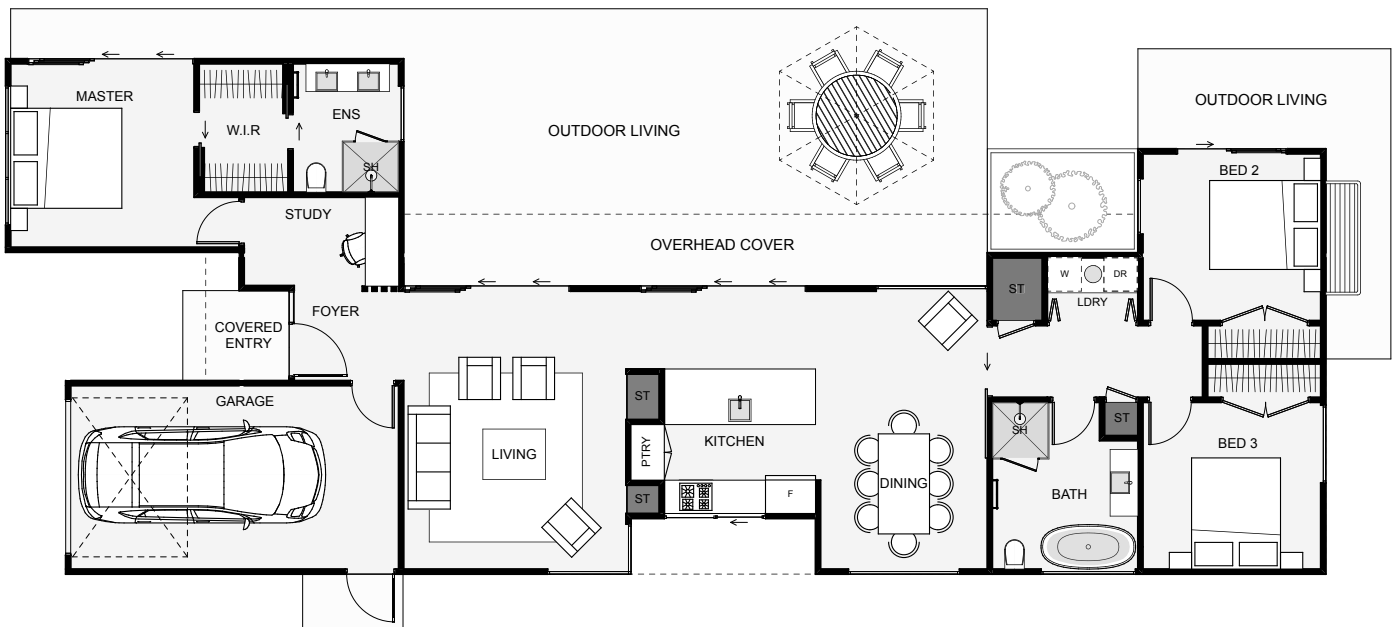 MASTER
W.I.R
ENS
SH
OUTDOOR LIVING
OUTDOOR LIVING
BED 2
STUDY
OVERHEAD COVER
W
DR
ST
LDRY
FOYER
COVERED
ENTRY
GARAGE
ST
KITCHEN
PTRY
LIVING
ST
F
DINING
SH
ST
BED 3
BATH